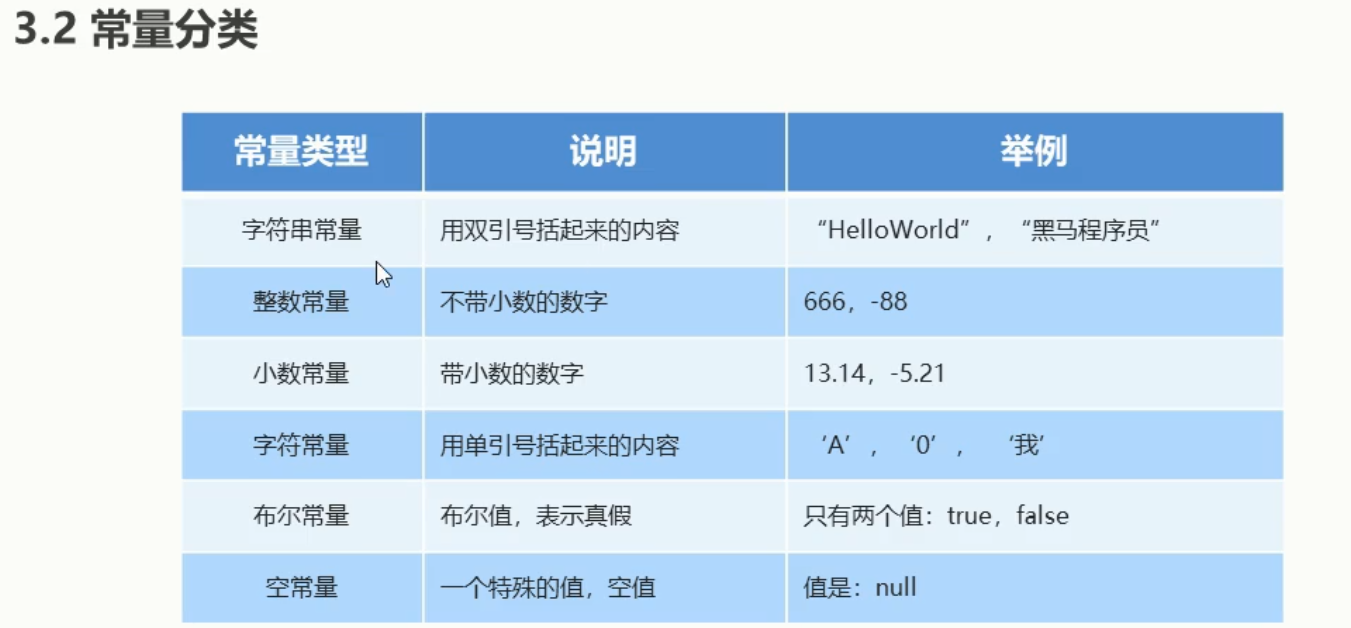 3.2 常量分类
常量类型 说明 举例
字符串常量 用双引号括起来的内容 “HelloWorld”，“黑马程序员”
整数常量 不带小数的数字 666，-88
小数常量 带小数的数字 13.14，-5.21
字符常量 用单引号括起来的内容 ‘A’，‘0’，‘我’
布尔常量 布尔值，表示真假 只有两个值：true，false
空常量 一个特殊的值，空值 值是：null